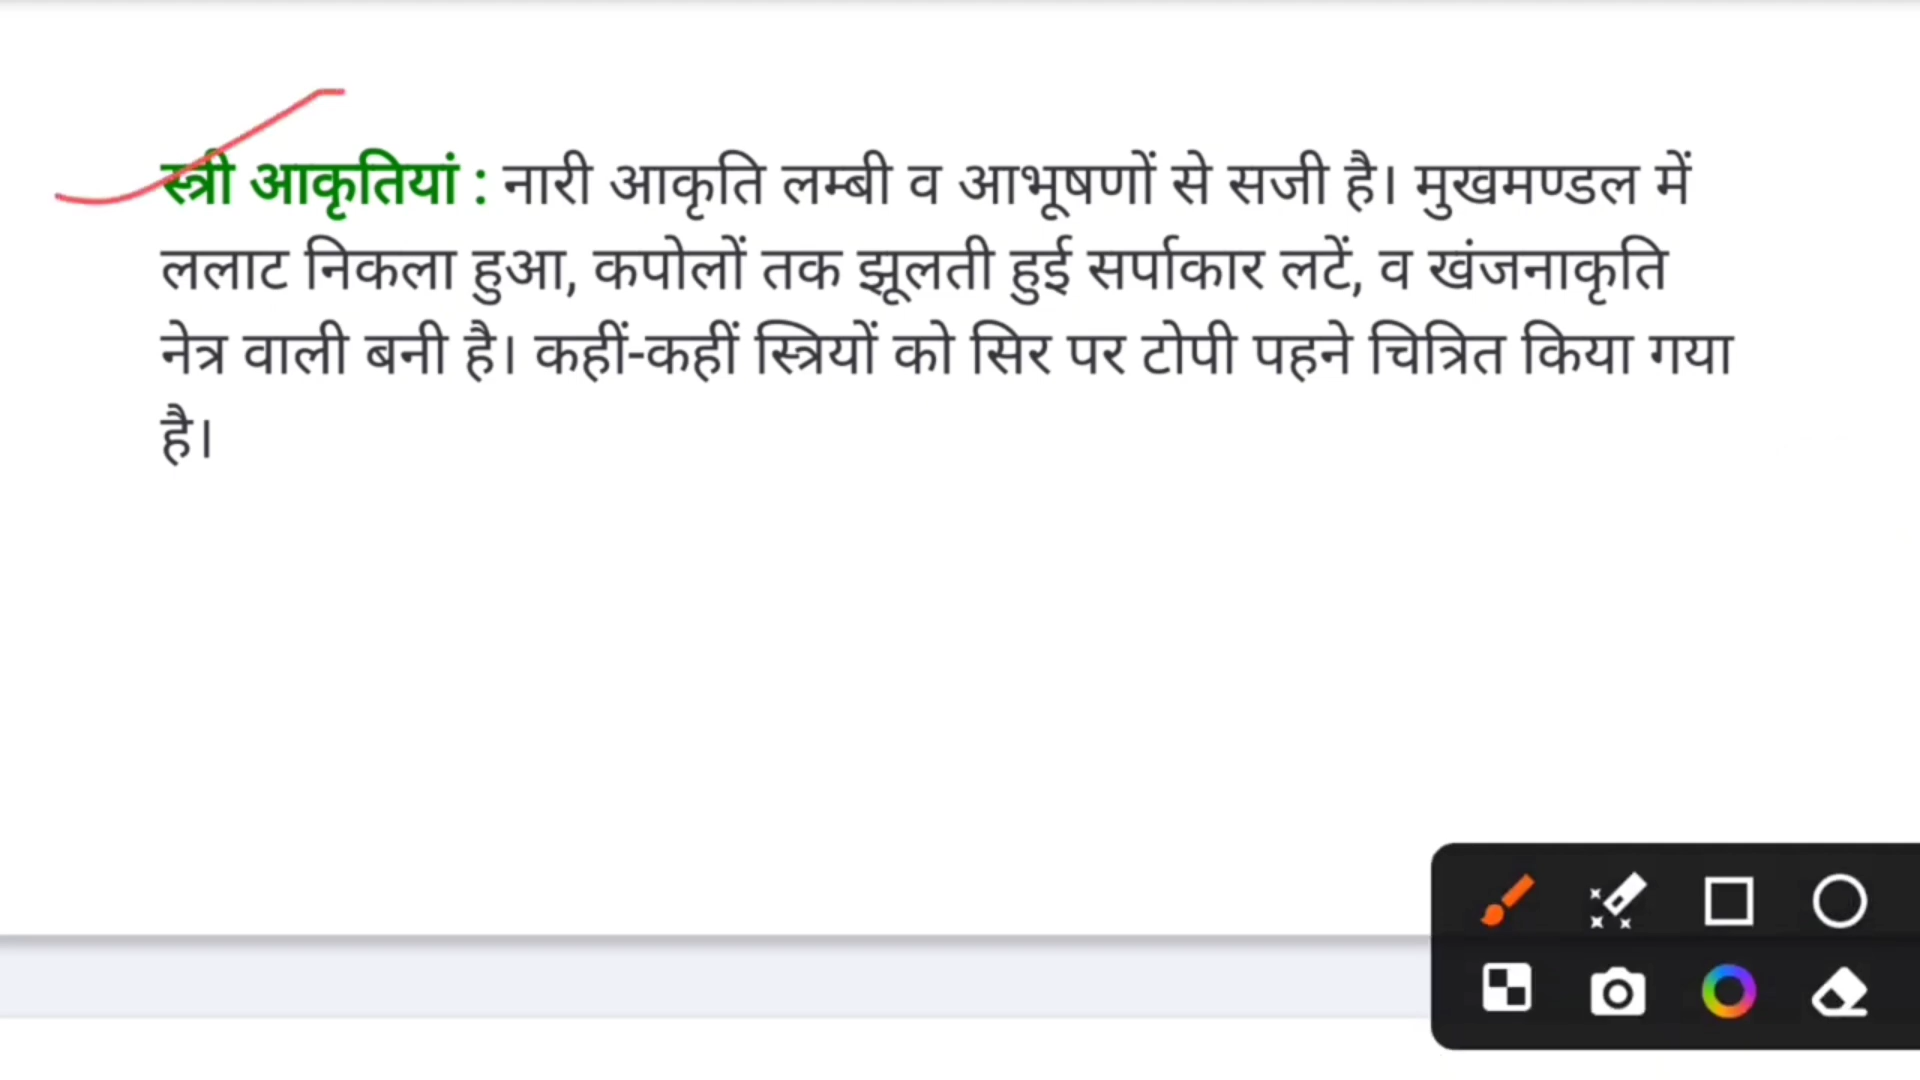 स्त्री आकृतियां : नारी आकृति लम्बी व आभूषणों से सजी है। मुखमण्डल में
ललाट निकला हुआ, कपोलों तक झूलती हुई सर्पाकार लटें, व खंजनाकृति
नेत्र वाली बनी है। कहीं-कहीं स्त्रियों को सिर पर टोपी पहने चित्रित किया गया
है।